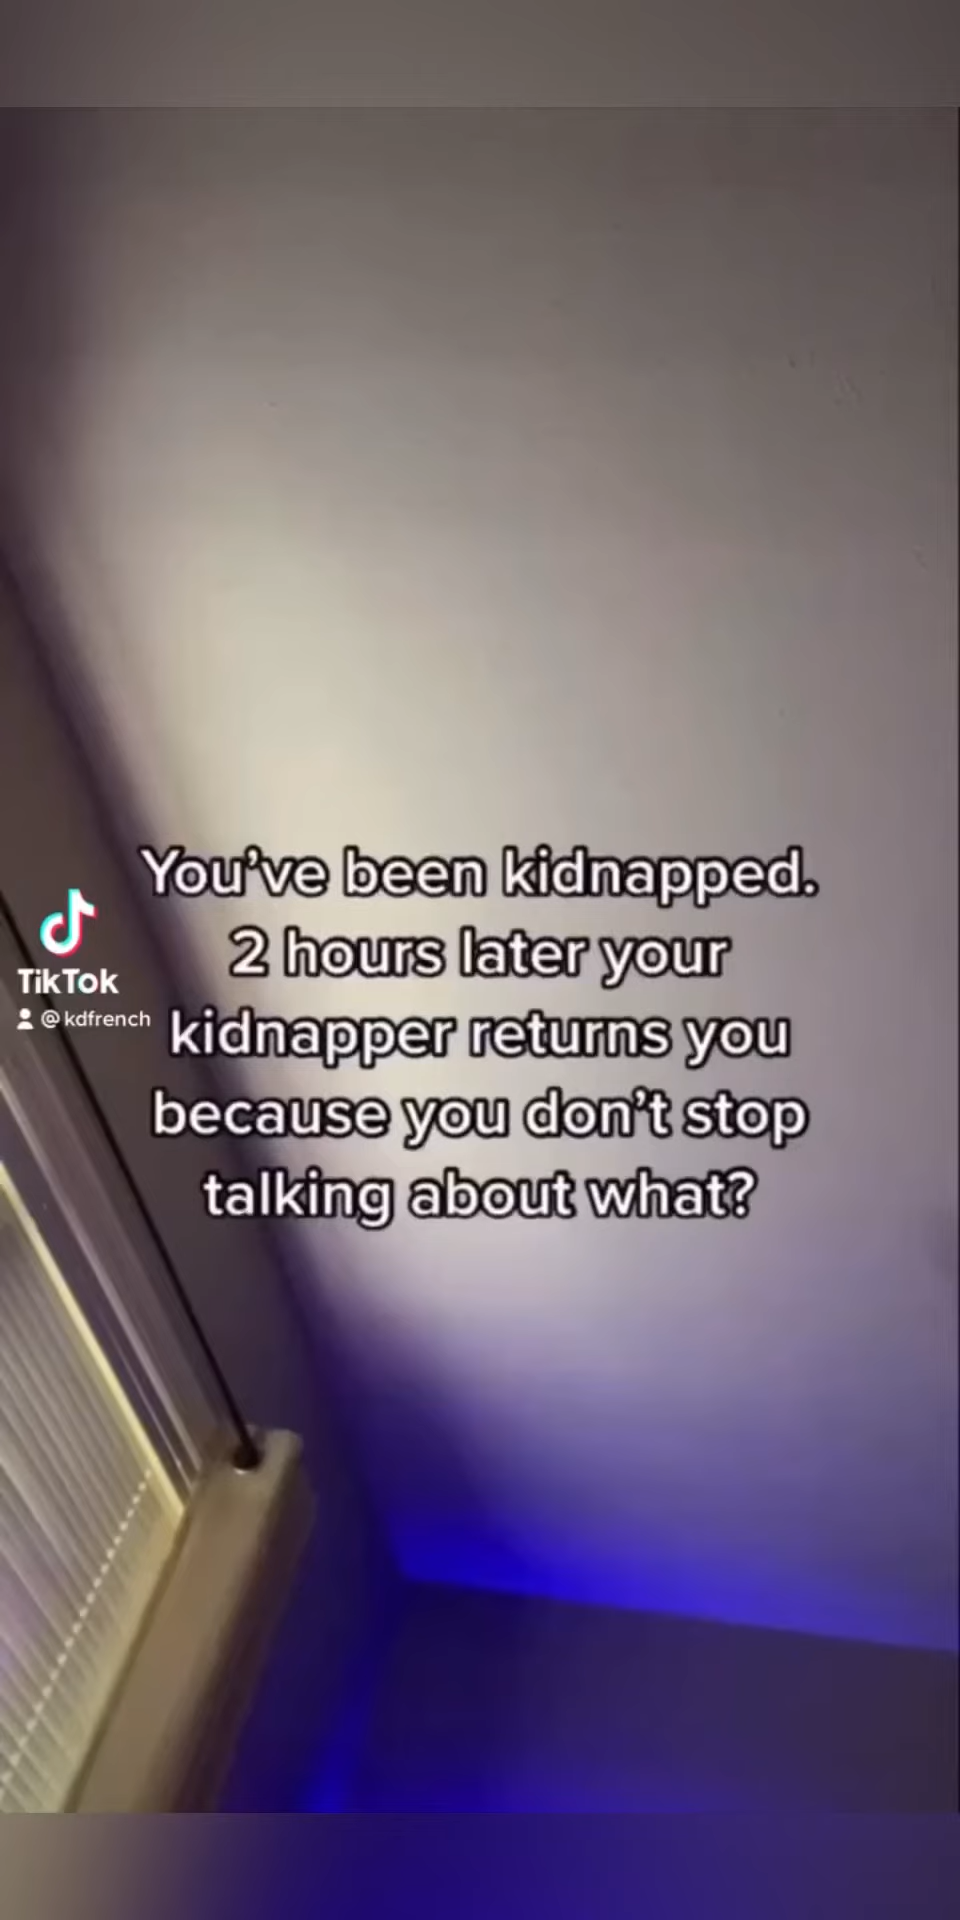 You've been kidnapped.
2 hours later your
kidnapper returns you
because you don't stop
talking about what?
TikTok
@kdfrench